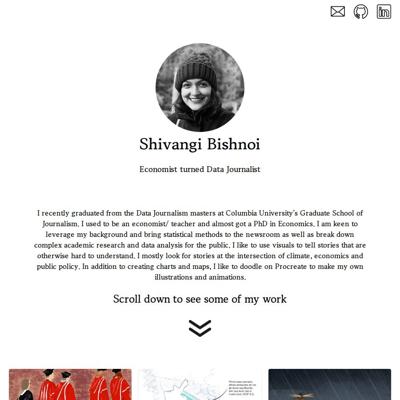 Shivangi Bishnoi
Economist turned Data Journalist
I recently graduated from the Data Journalism masters at Columbia University's Graduate School of
Journalism. I used to be an economist/ teacher and almost got a PhD in Economics. I am keen to
leverage my background and bring statistical methods to the newsroom as well as break down
complex academic research and data analysis for the public. I like to use visuals to tell stories that are
otherwise hard to understand. I mostly look for stories at the intersection of climate, economics and
public policy. In addition to creating charts and maps, I like to doodle on Procreate to make my own
illustrations and animations.
Scroll down to see some of my work